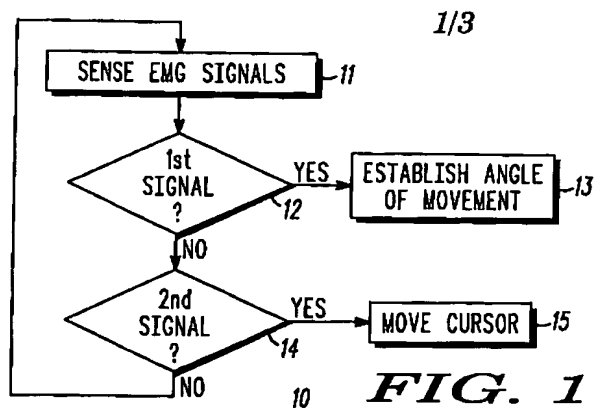 1/3
SENSE EMG SIGNALS
11
1st
SIGNAL
?
12
YES
ESTABLISH ANGLE
OF MOVEMENT
13
NO
2nd
SIGNAL
?
14
YES
MOVE CURSOR
15
NO
10
FIG. 1